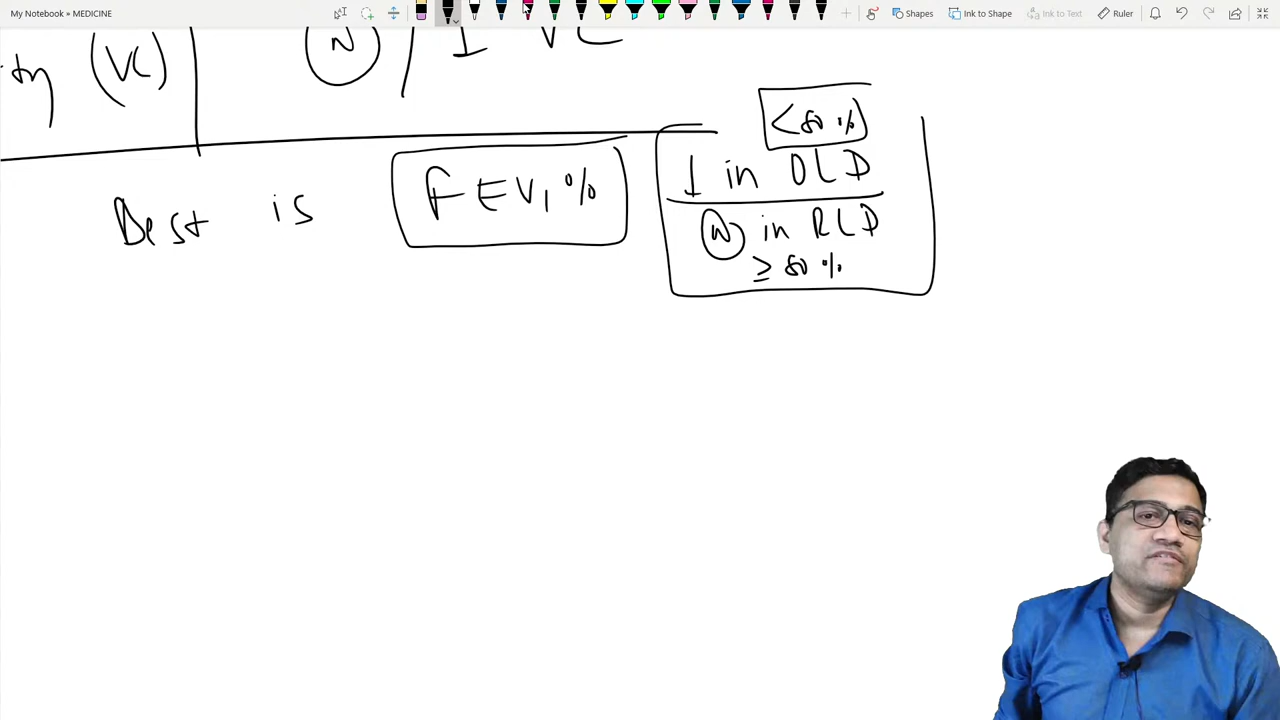 My Notebook » MEDICINE
Shapes
Ink to Shape
Ink to Text
Ruler
ty (VC)
N
VC
Best is
FEV1 %
<80 %
↓ in OLD
N in RLD
≥ 80 %